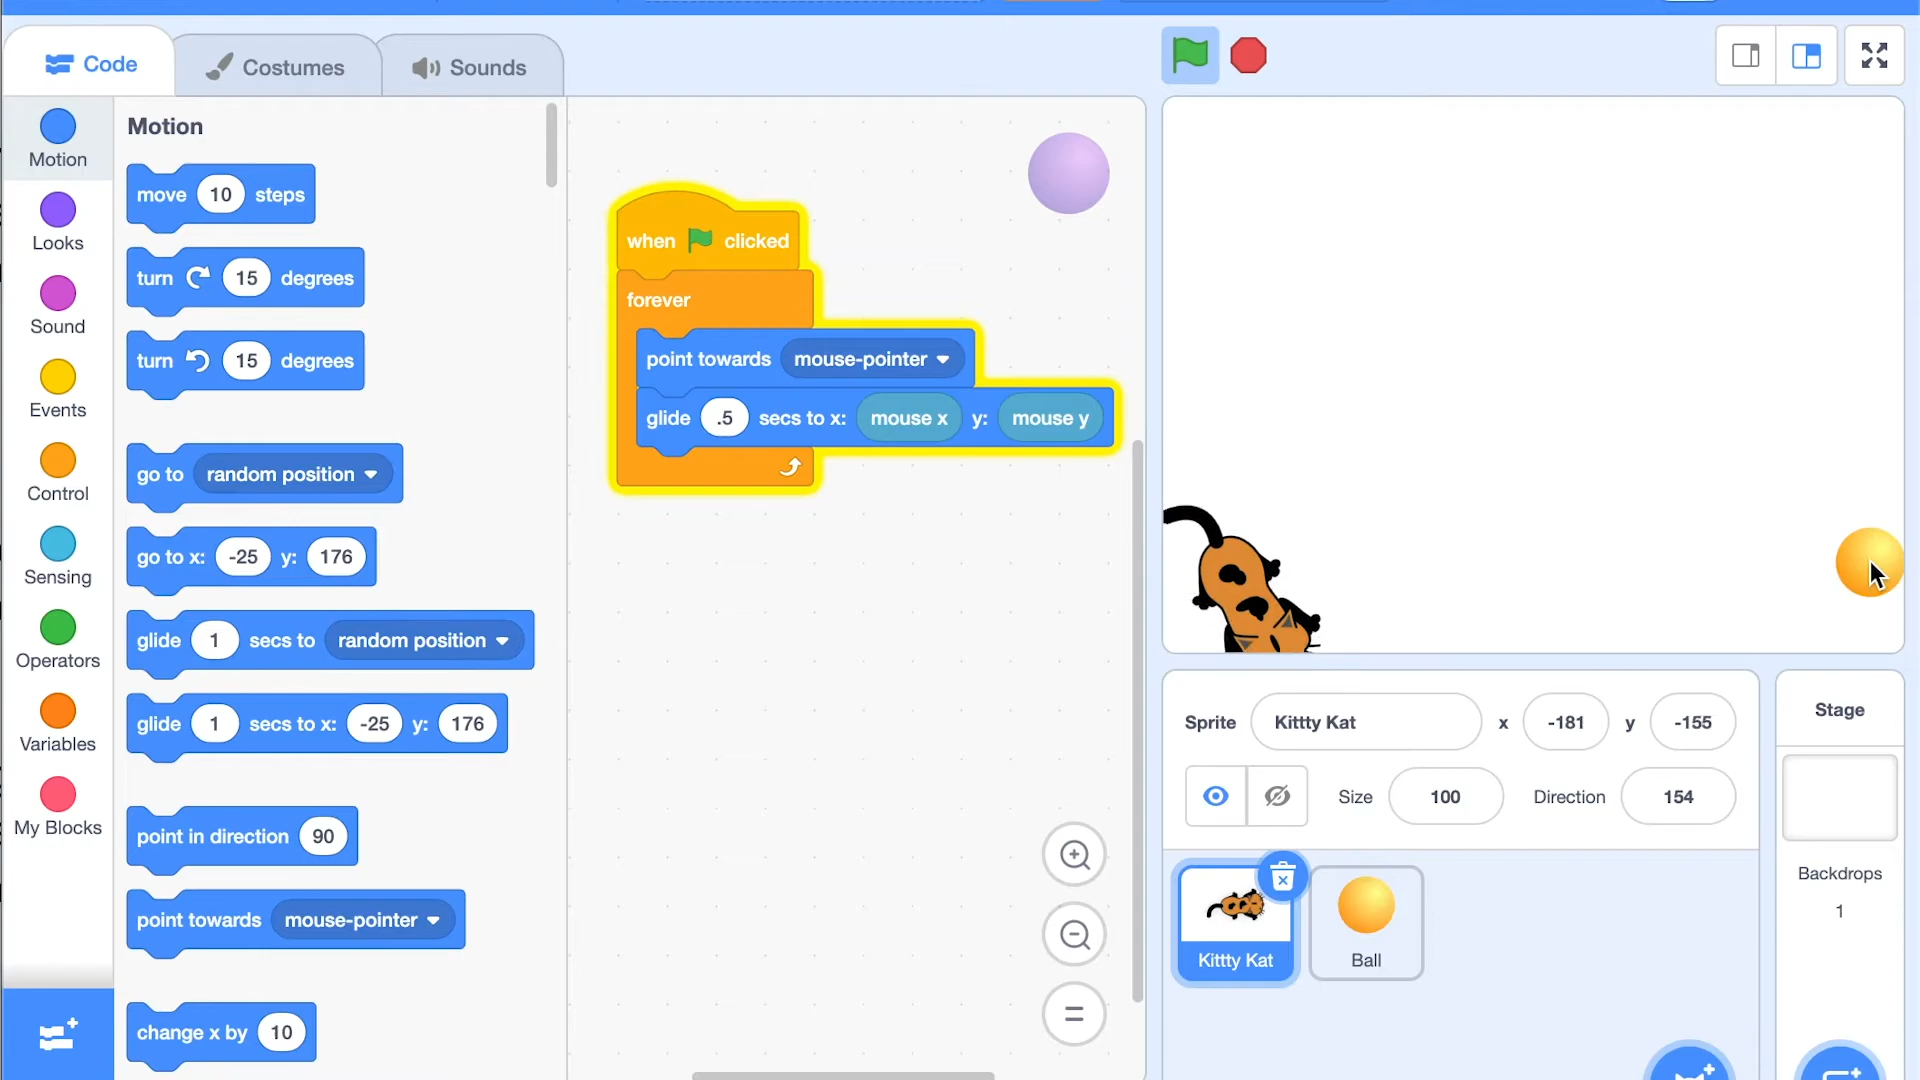 Code
Costumes
Sounds
Motion
Looks
Sound
Events
Control
Sensing
Operators
Variables
My Blocks
Motion
move 10 steps
turn 15 degrees
turn 15 degrees
go to random position
go to x: -25 y: 176
glide 1 secs to random position
glide 1 secs to x: -25 y: 176
point in direction 90
point towards mouse-pointer
change x by 10
when clicked
forever
point towards mouse-pointer
glide .5 secs to x: mouse x y: mouse y
Sprite Kittty Kat x -181 y -155
Size 100 Direction 154
Kittty Kat
Ball
Stage
Backdrops
1